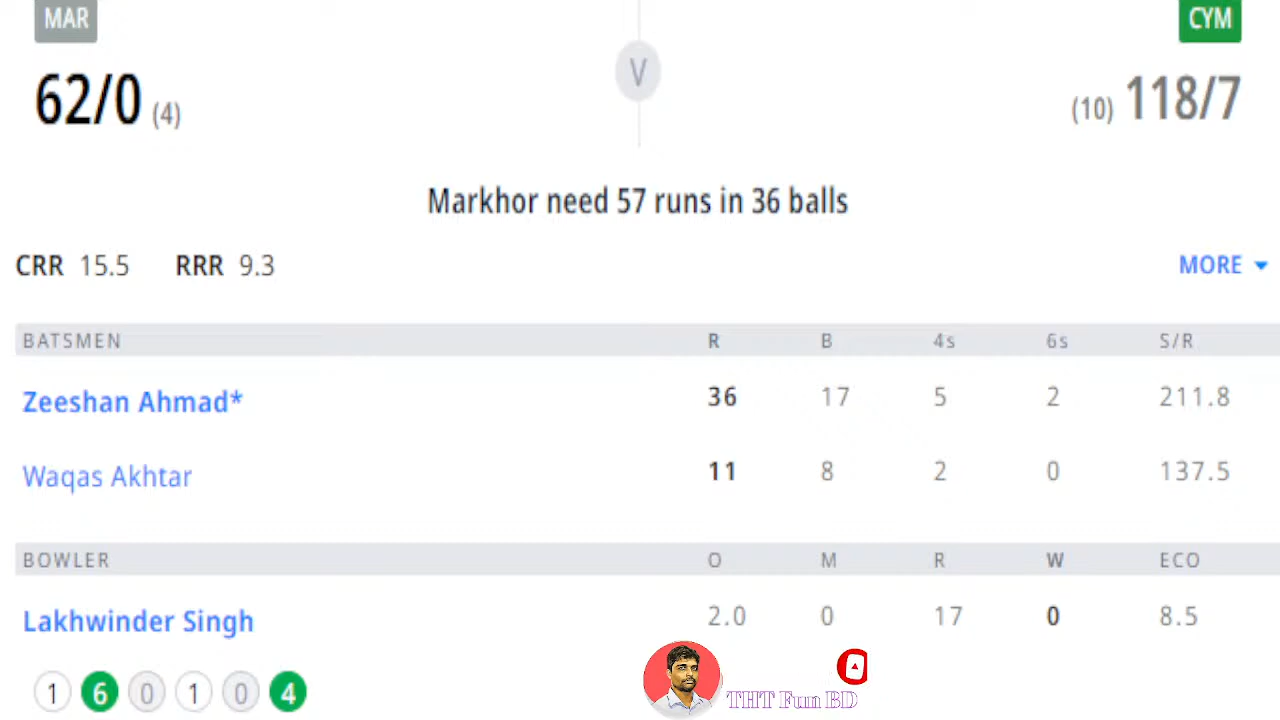 MAR CYM
V
62/0 (4) (10) 118/7
Markhor need 57 runs in 36 balls
CRR 15.5 RRR 9.3 MORE
BATSMEN R B 4s 6s S/R
Zeeshan Ahmad* 36 17 5 2 211.8
Waqas Akhtar 11 8 2 0 137.5
BOWLER O M R W ECO
Lakhwinder Singh 2.0 0 17 0 8.5
1 6 0 1 0 4
THT Fun BD